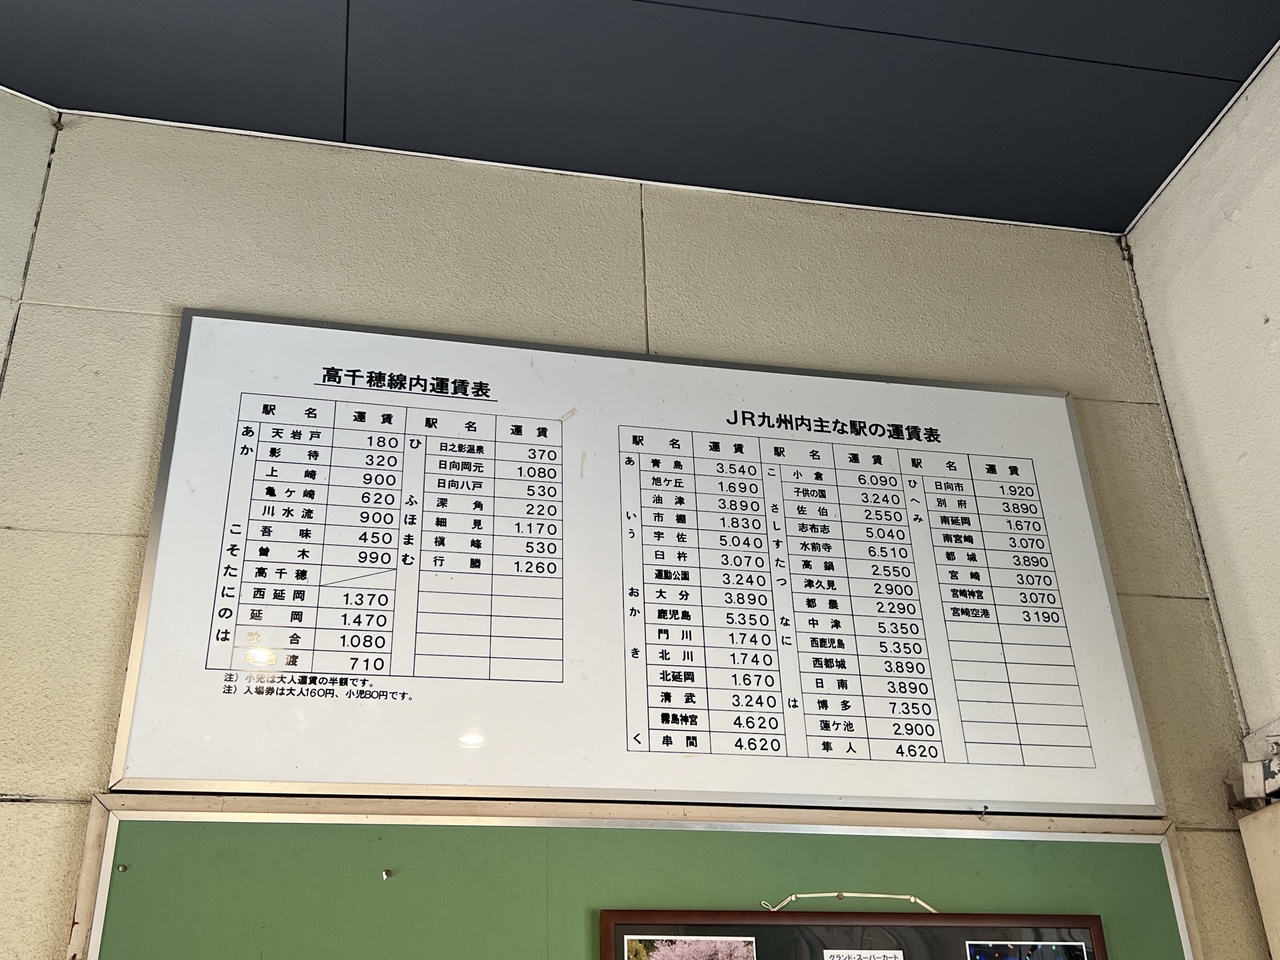 高千穂線内運賃表
駅名 運賃 駅名 運賃
あ 天岩戸 180 ひ 日之影温泉 370
か 影待 320 日向岡元 1.080
上崎 900 日向八戸 530
亀ケ崎 620 ふ 深角 220
川水流 900 ほ 細見 1.170
こ 吾味 450 ま 槇峰 530
そ 曽木 990 む 行勝 1.260
た 高千穂
に 西延岡 1.370
の 延岡 1.470
は 合 1.080
渡 710
注）小児は大人運賃の半額です。
注）入場券は大人160円、小児80円です。
JR九州内主な駅の運賃表
駅名 運賃 駅名 運賃 駅名 運賃
あ 青島 3.540 こ 小倉 6.090 ひ 日向市 1.920
旭ケ丘 1.690 子供の国 3.240 へ 別府 3.890
油津 3.890 さ 佐伯 2.550 み 南延岡 1.670
い 市棚 1.830 し 志布志 5.040 南宮崎 3.070
う 宇佐 5.040 す 水前寺 6.510 都城 3.890
臼杵 3.070 た 高鍋 2.550 宮崎 3.070
運動公園 3.240 つ 津久見 2.900 宮崎神宮 3.070
お 大分 3.890 都農 2.290 宮崎空港 3.190
か 鹿児島 5.350 な 中津 5.350
門川 1.740 に 西鹿児島 5.350
き 北川 1.740 西都城 3.890
北延岡 1.670 日南 3.890
清武 3.240 は 博多 7.350
霧島神宮 4.620 蓮ケ池 2.900
く 串間 4.620 隼人 4.620
グランド・スーパーカート